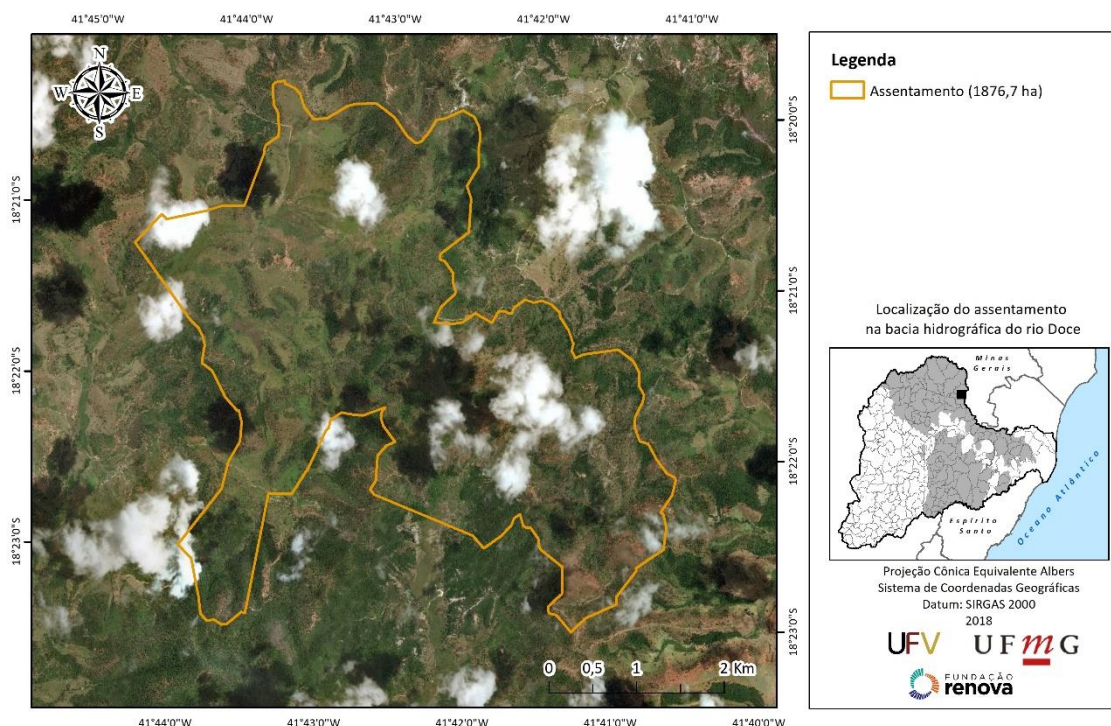 41°45'0"W 41°44'0"W 41°43'0"W 41°42'0"W 41°41'0"W
N
W E
S
18°21'0"S
18°22'0"S
18°23'0"S
18°20'0"S
18°21'0"S
18°22'0"S
18°23'0"S
0 0,5 1 2 Km
41°44'0"W 41°43'0"W 41°42'0"W 41°41'0"W 41°40'0"W
Legenda
Assentamento (1876,7 ha)
Localização do assentamento
na bacia hidrográfica do rio Doce
Minas
Gerais
Espírito
Santo
Oceano Atlântico
Projeção Cônica Equivalente Albers
Sistema de Coordenadas Geográficas
Datum: SIRGAS 2000
2018
UFV UFmG
FUNDAÇÃO
renova